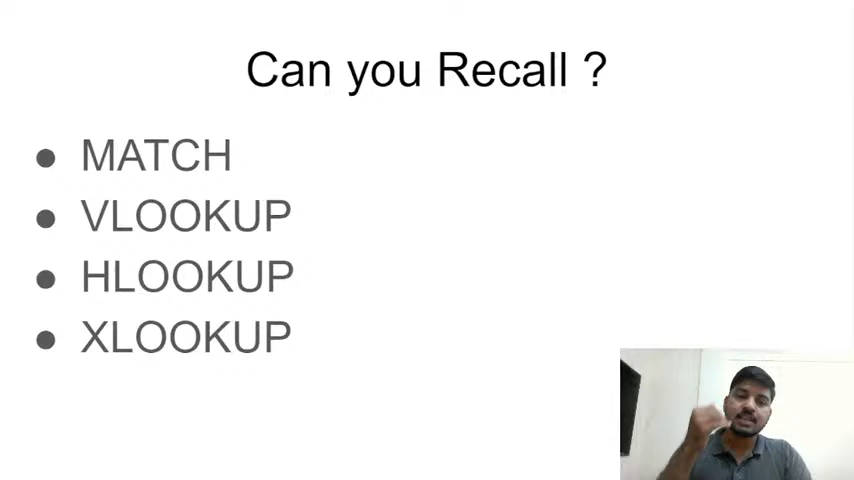 Can you Recall ?
● MATCH
● VLOOKUP
● HLOOKUP
● XLOOKUP